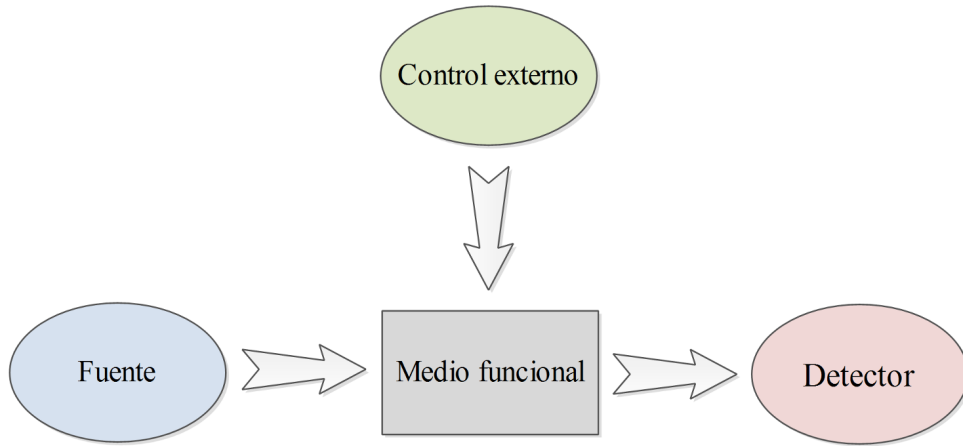 Control externo
Fuente
Medio funcional
Detector